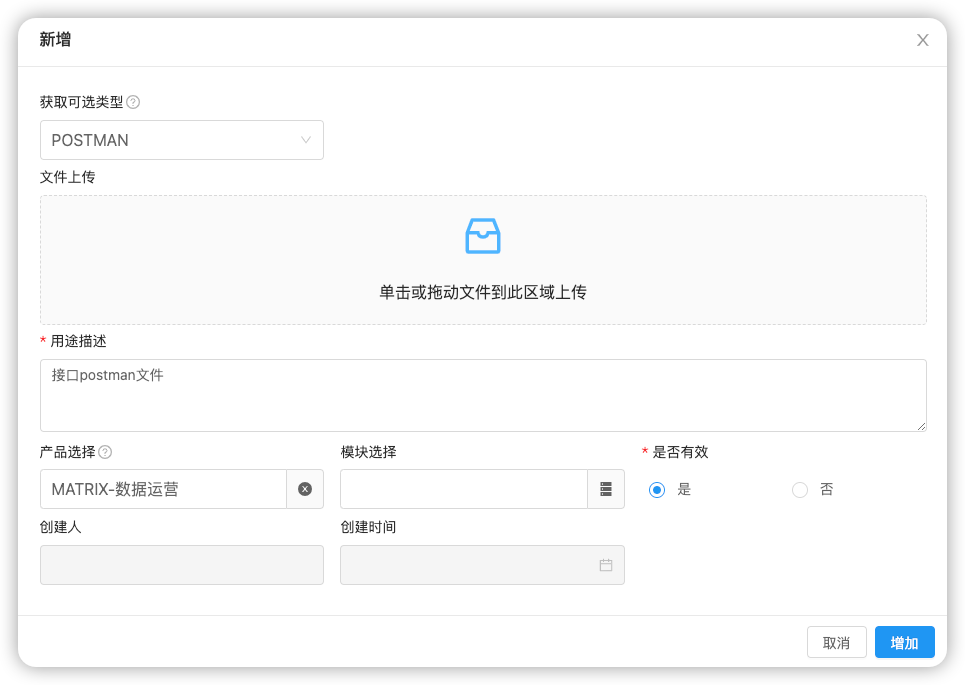 新增
获取可选类型
POSTMAN
文件上传
单击或拖动文件到此区域上传
* 用途描述
接口postman文件
产品选择 模块选择 * 是否有效
MATRIX-数据运营 是 否
创建人 创建时间
取消 增加